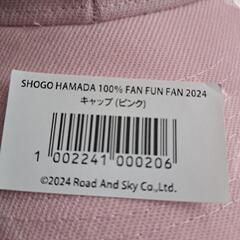 SHOGO HAMADA 100% FAN FUN FAN 2024
キャップ (ピンク)
1 002241 000206
©2024 Road And Sky Co.,Ltd.